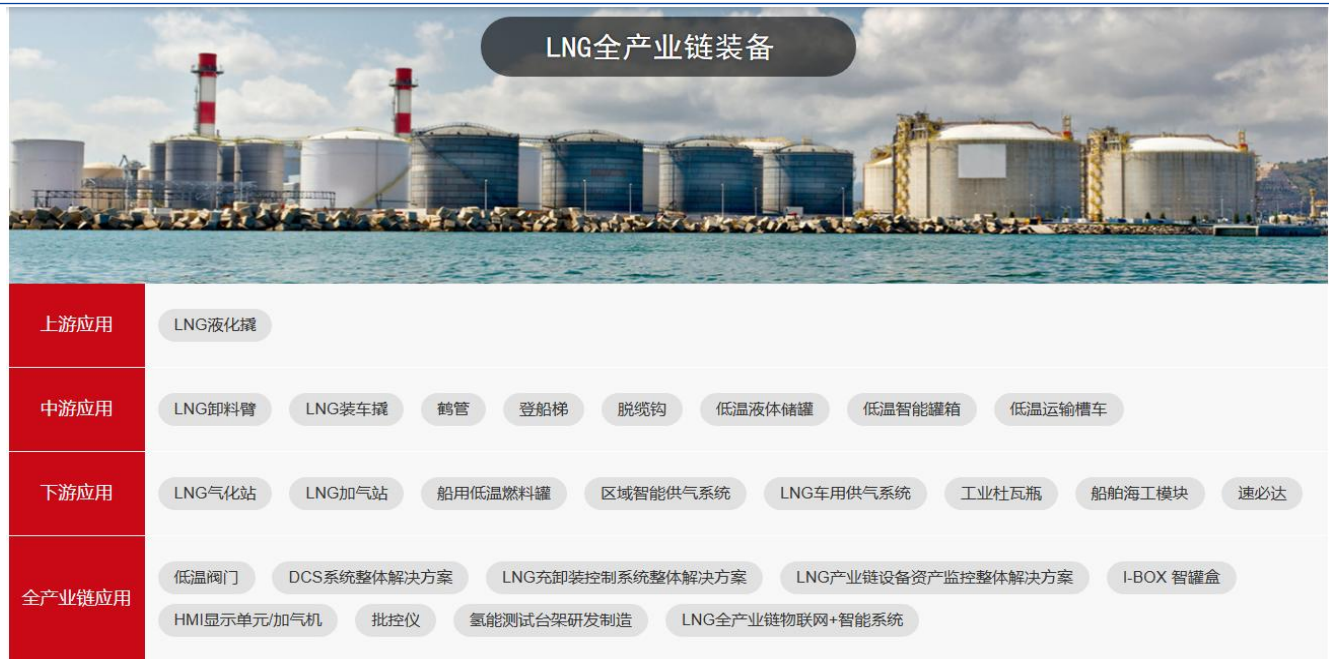 LNG全产业链装备
上游应用
LNG液化撬
中游应用
LNG卸料臂 LNG装车撬 鹤管 登船梯 脱缆钩 低温液体储罐 低温智能罐箱 低温运输槽车
下游应用
LNG气化站 LNG加气站 船用低温燃料罐 区域智能供气系统 LNG车用供气系统 工业杜瓦瓶 船舶海工模块 速必达
全产业链应用
低温阀门 DCS系统整体解决方案 LNG充卸装控制系统整体解决方案 LNG产业链设备资产监控整体解决方案 I-BOX 智罐盒
HMI显示单元/加气机 批控仪 氢能测试台架研发制造 LNG全产业链物联网+智能系统